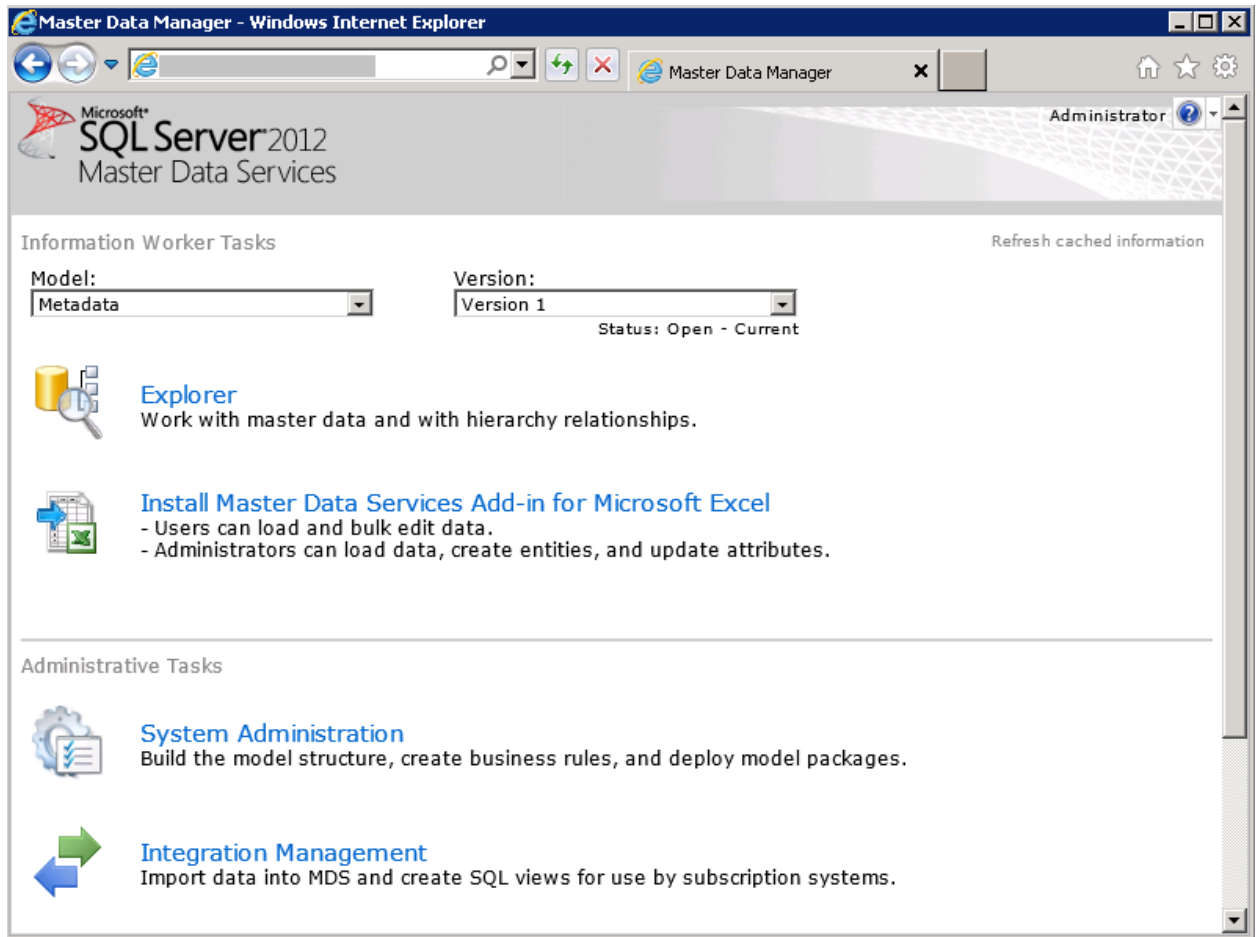 Master Data Manager - Windows Internet Explorer
Master Data Manager
Microsoft®
SQL Server 2012
Master Data Services
Administrator
Information Worker Tasks
Refresh cached information
Model:
Version:
Metadata
Version 1
Status: Open - Current
Explorer
Work with master data and with hierarchy relationships.
Install Master Data Services Add-in for Microsoft Excel
- Users can load and bulk edit data.
- Administrators can load data, create entities, and update attributes.
Administrative Tasks
System Administration
Build the model structure, create business rules, and deploy model packages.
Integration Management
Import data into MDS and create SQL views for use by subscription systems.